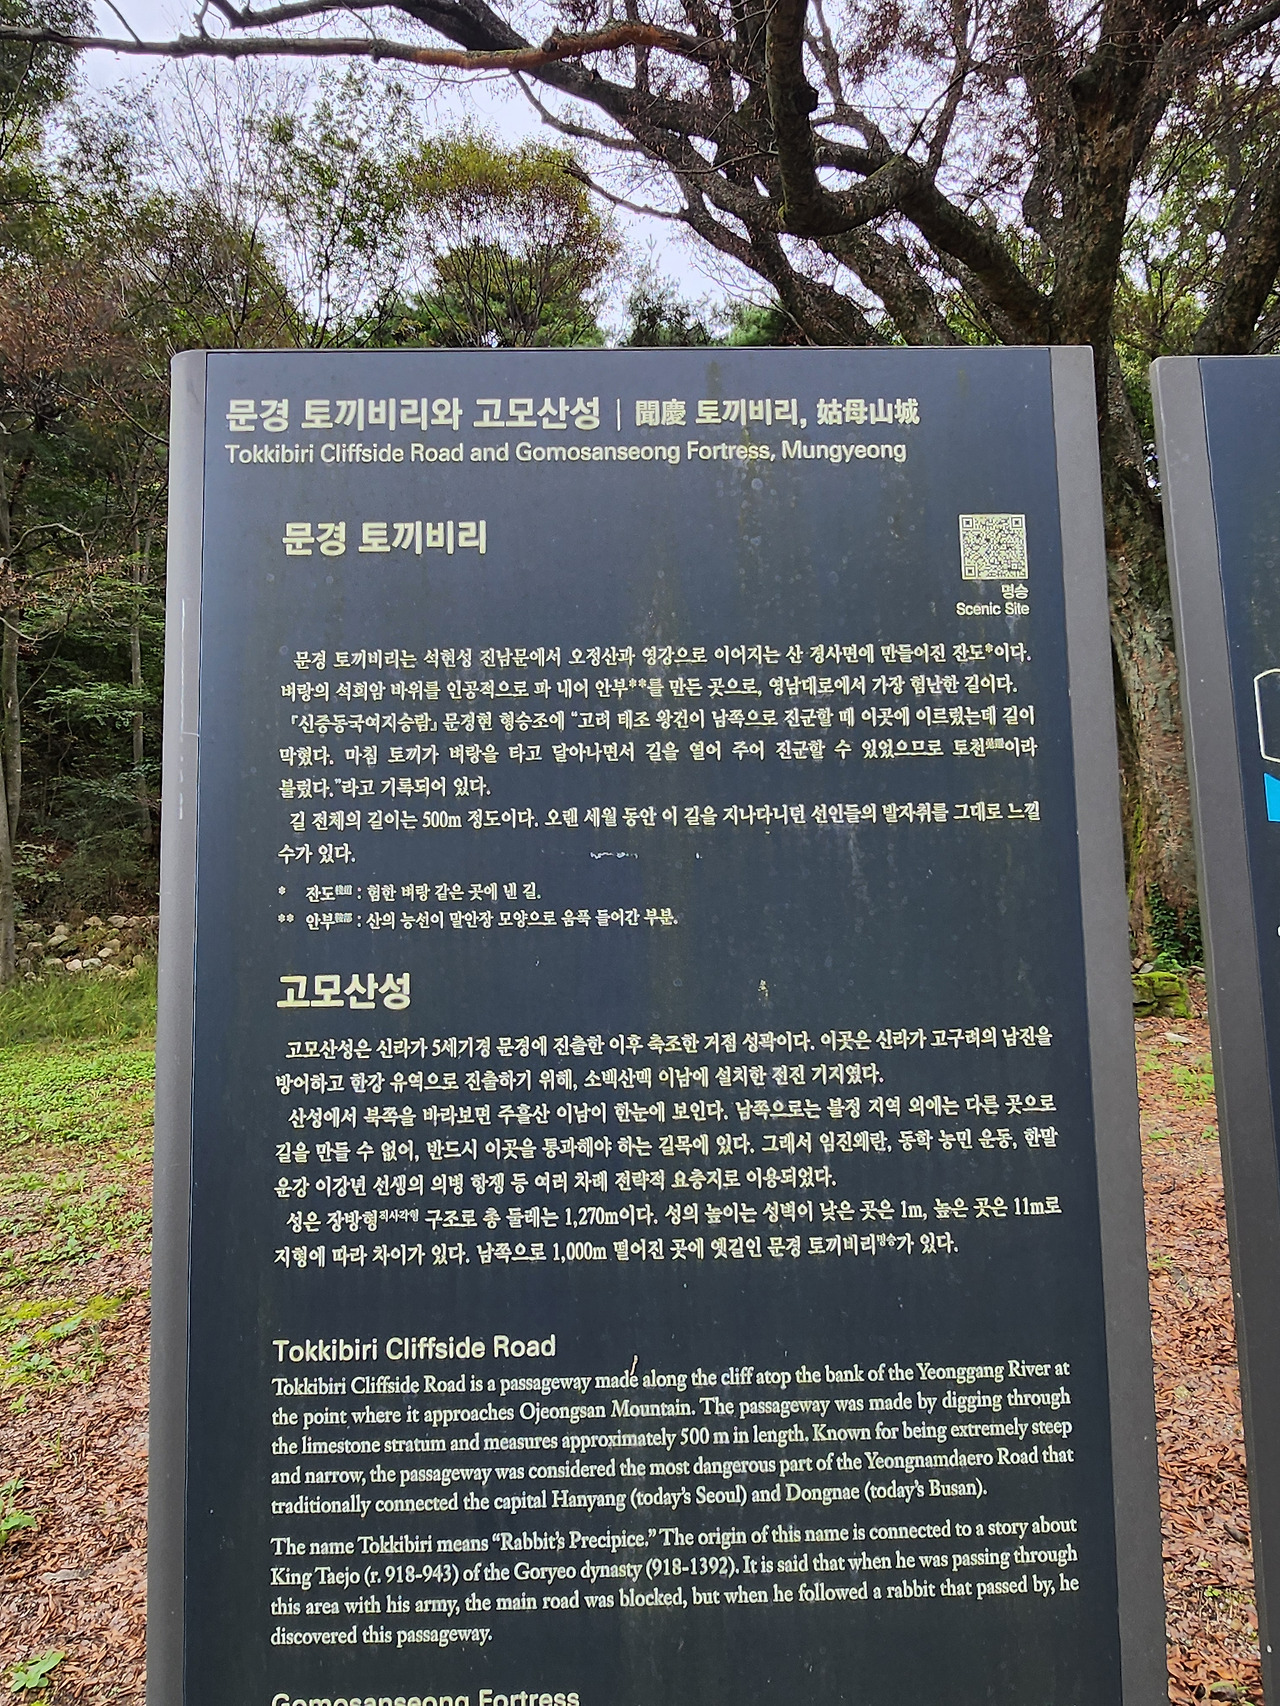 문경 토끼비리와 고모산성 | 聞慶 토끼비리, 姑母山城
Tokkibiri Cliffside Road and Gomosanseong Fortress, Mungyeong
문경 토끼비리
명승
Scenic Site
문경 토끼비리는 석현성 진남문에서 오정산과 영강으로 이어지는 산 경사면에 만들어진 잔도*이다.
벼랑의 석회암 바위를 인공적으로 파 내어 안부**를 만든 곳으로, 영남대로에서 가장 험난한 길이다.
『신증동국여지승람』 문경현 형승조에 “고려 태조 왕건이 남쪽으로 진군할 때 이곳에 이르렀는데 길이
막혔다. 마침 토끼가 벼랑을 타고 달아나면서 길을 열어 주어 진군할 수 있었으므로 토천이라
불렀다.”라고 기록되어 있다.
길 전체의 길이는 500m 정도이다. 오랜 세월 동안 이 길을 지나다니던 선인들의 발자취를 그대로 느낄
수가 있다.
* 잔도棧道 : 험한 벼랑 같은 곳에 낸 길.
** 안부鞍部 : 산의 능선이 말안장 모양으로 움푹 들어간 부분.
고모산성
고모산성은 신라가 5세기경 문경에 진출한 이후 축조한 거점 성곽이다. 이곳은 신라가 고구려의 남진을
방어하고 한강 유역으로 진출하기 위해, 소백산맥 이남에 설치한 전진 기지였다.
산성에서 북쪽을 바라보면 주흘산 이남이 한눈에 보인다. 남쪽으로는 불정 지역 외에는 다른 곳으로
길을 만들 수 없어, 반드시 이곳을 통과해야 하는 길목에 있다. 그래서 임진왜란, 동학 농민 운동, 한말
운강 이강년 선생의 의병 항쟁 등 여러 차례 전략적 요충지로 이용되었다.
성은 장방형직사각형 구조로 총 둘레는 1,270m이다. 성의 높이는 성벽이 낮은 곳은 1m, 높은 곳은 11m로
지형에 따라 차이가 있다. 남쪽으로 1,000m 떨어진 곳에 옛길인 문경 토끼비리명승가 있다.
Tokkibiri Cliffside Road
Tokkibiri Cliffside Road is a passageway made along the cliff atop the bank of the Yeonggang River at
the point where it approaches Ojeongsan Mountain. The passageway was made by digging through
the limestone stratum and measures approximately 500 m in length. Known for being extremely steep
and narrow, the passageway was considered the most dangerous part of the Yeongnamdaero Road that
traditionally connected the capital Hanyang (today’s Seoul) and Dongnae (today’s Busan).
The name Tokkibiri means “Rabbit’s Precipice.” The origin of this name is connected to a story about
King Taejo (r. 918-943) of the Goryeo dynasty (918-1392). It is said that when he was passing through
this area with his army, the main road was blocked, but when he followed a rabbit that passed by, he
discovered this passageway.
Gomosanseong Fortress